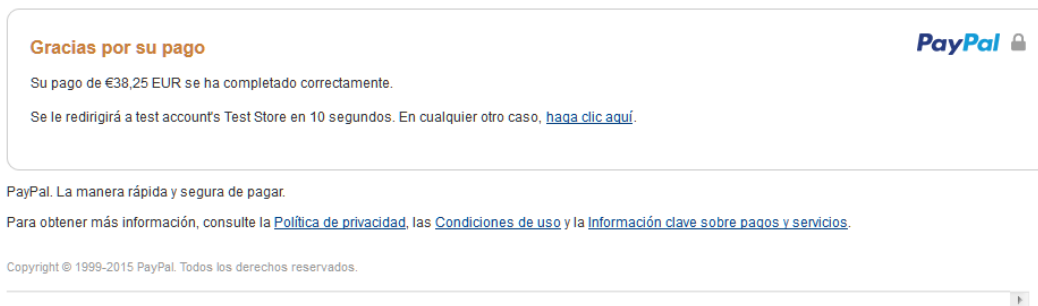 Gracias por su pago
PayPal
Su pago de €38,25 EUR se ha completado correctamente.
Se le redirigirá a test account's Test Store en 10 segundos. En cualquier otro caso, haga clic aquí.
PayPal. La manera rápida y segura de pagar.
Para obtener más información, consulte la Política de privacidad, las Condiciones de uso y la Información clave sobre pagos y servicios.
Copyright © 1999-2015 PayPal. Todos los derechos reservados.